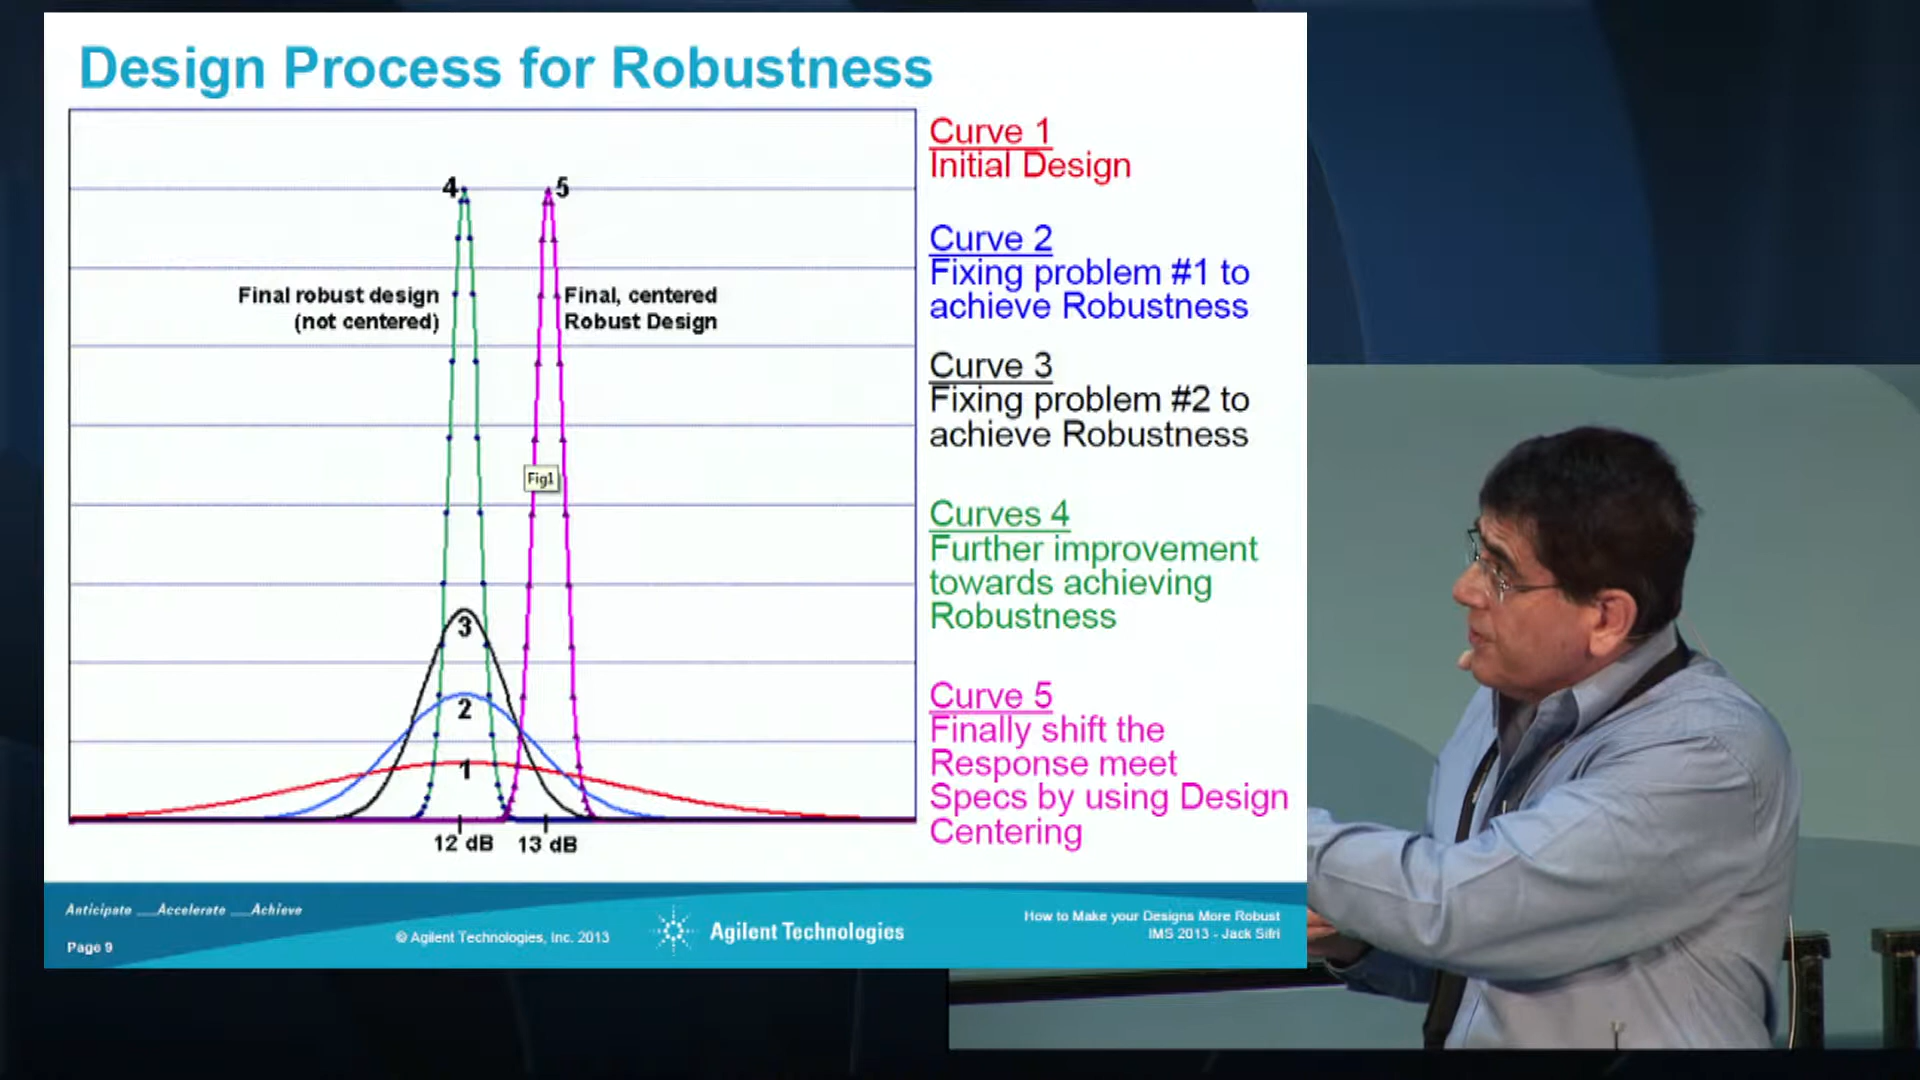 Design Process for Robustness
4
5
Final robust design
(not centered)
Final, centered
Robust Design
Fig1
3
2
1
12 dB
13 dB
Curve 1
Initial Design
Curve 2
Fixing problem #1 to
achieve Robustness
Curve 3
Fixing problem #2 to
achieve Robustness
Curves 4
Further improvement
towards achieving
Robustness
Curve 5
Finally shift the
Response meet
Specs by using Design
Centering
Anticipate __Accelerate __Achieve
Page 9
© Agilent Technologies, Inc. 2013
Agilent Technologies
How to Make your Designs More Robust
IMS 2013 - Jack Sifri